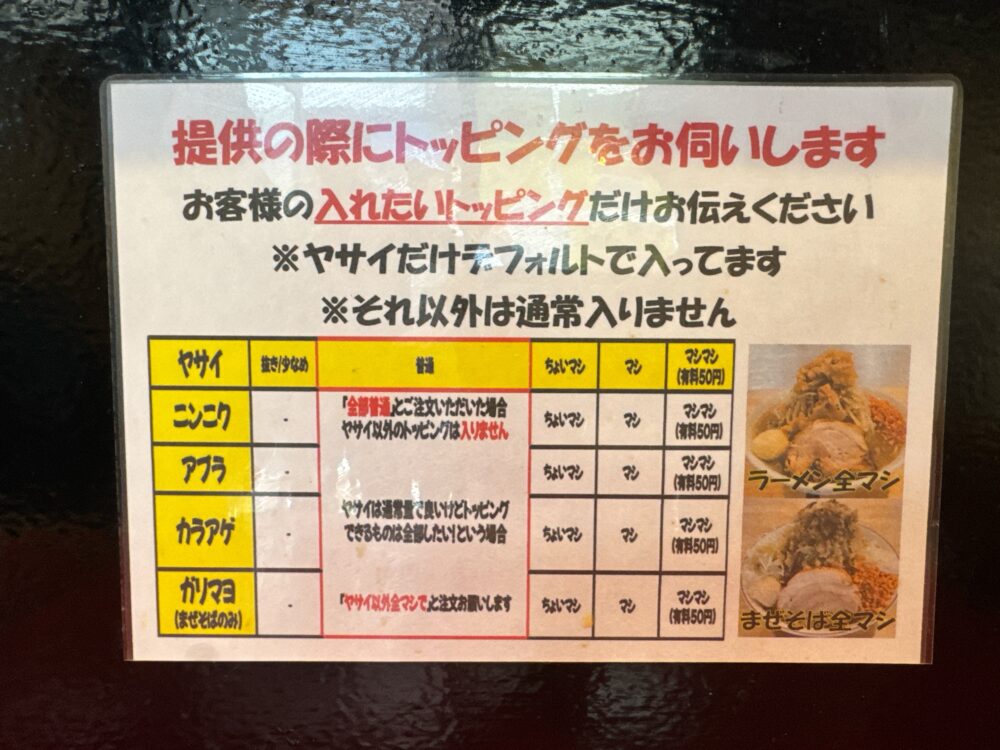 提供の際にトッピングをお伺いします
お客様の入れたいトッピングだけお伝えください
※ヤサイだけデフォルトで入ってます
※それ以外は通常入りません
ヤサイ 抜き/少なめ 普通 ちょいマシ マシ マシマシ(有料50円)
ニンニク - 「全部普通」とご注文いただいた場合 ちょいマシ マシ マシマシ(有料50円)
ヤサイ以外のトッピングは入りません
アブラ - ちょいマシ マシ マシマシ(有料50円)
カラアゲ - ヤサイは通常量で良いけどトッピング ちょいマシ マシ マシマシ(有料50円)
できるものは全部したい!という場合
ガリマヨ - 「ヤサイ以外全マシで」と注文お願いします ちょいマシ マシ マシマシ(有料50円)
(まぜそばのみ)
ラーメン全マシ
まぜそば全マシ